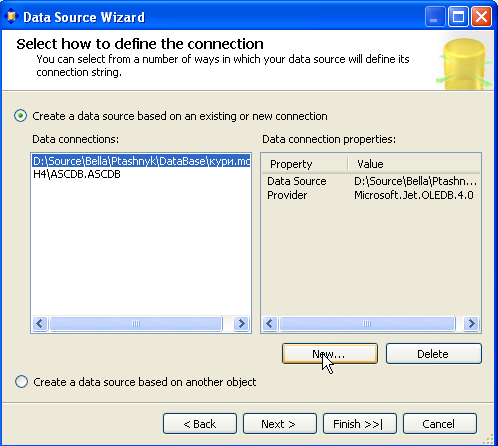 Data Source Wizard
Select how to define the connection
You can select from a number of ways in which your data source will define its
connection string.
Create a data source based on an existing or new connection
Data connections:
D:\Source\Bella\Ptashnyk\DataBase\кури.mc
H4\ASCDB.ASCDB
Data connection properties:
Property Value
Data Source D:\Source\Bella\Ptashn...
Provider Microsoft.Jet.OLEDB.4.0
New... Delete
Create a data source based on another object
< Back Next > Finish >>| Cancel